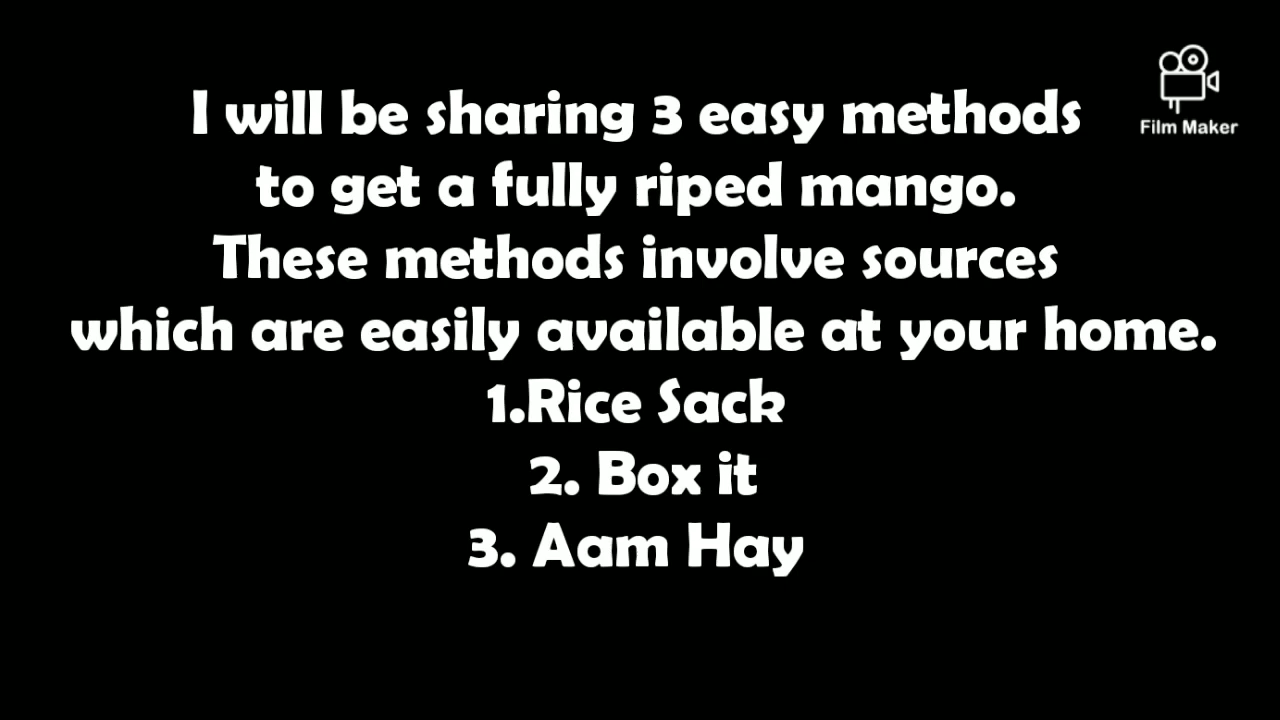 I will be sharing 3 easy methods
to get a fully riped mango.
These methods involve sources
which are easily available at your home.
1.Rice Sack
2. Box it
3. Aam Hay
Film Maker